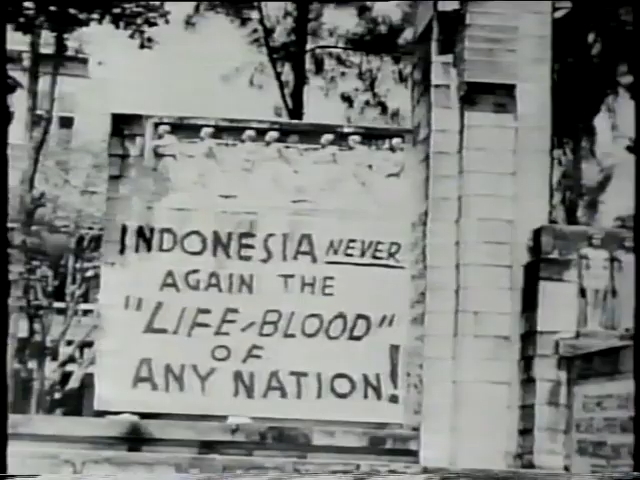 INDONESIA NEVER
AGAIN THE
"LIFE-BLOOD"
OF
ANY NATION!